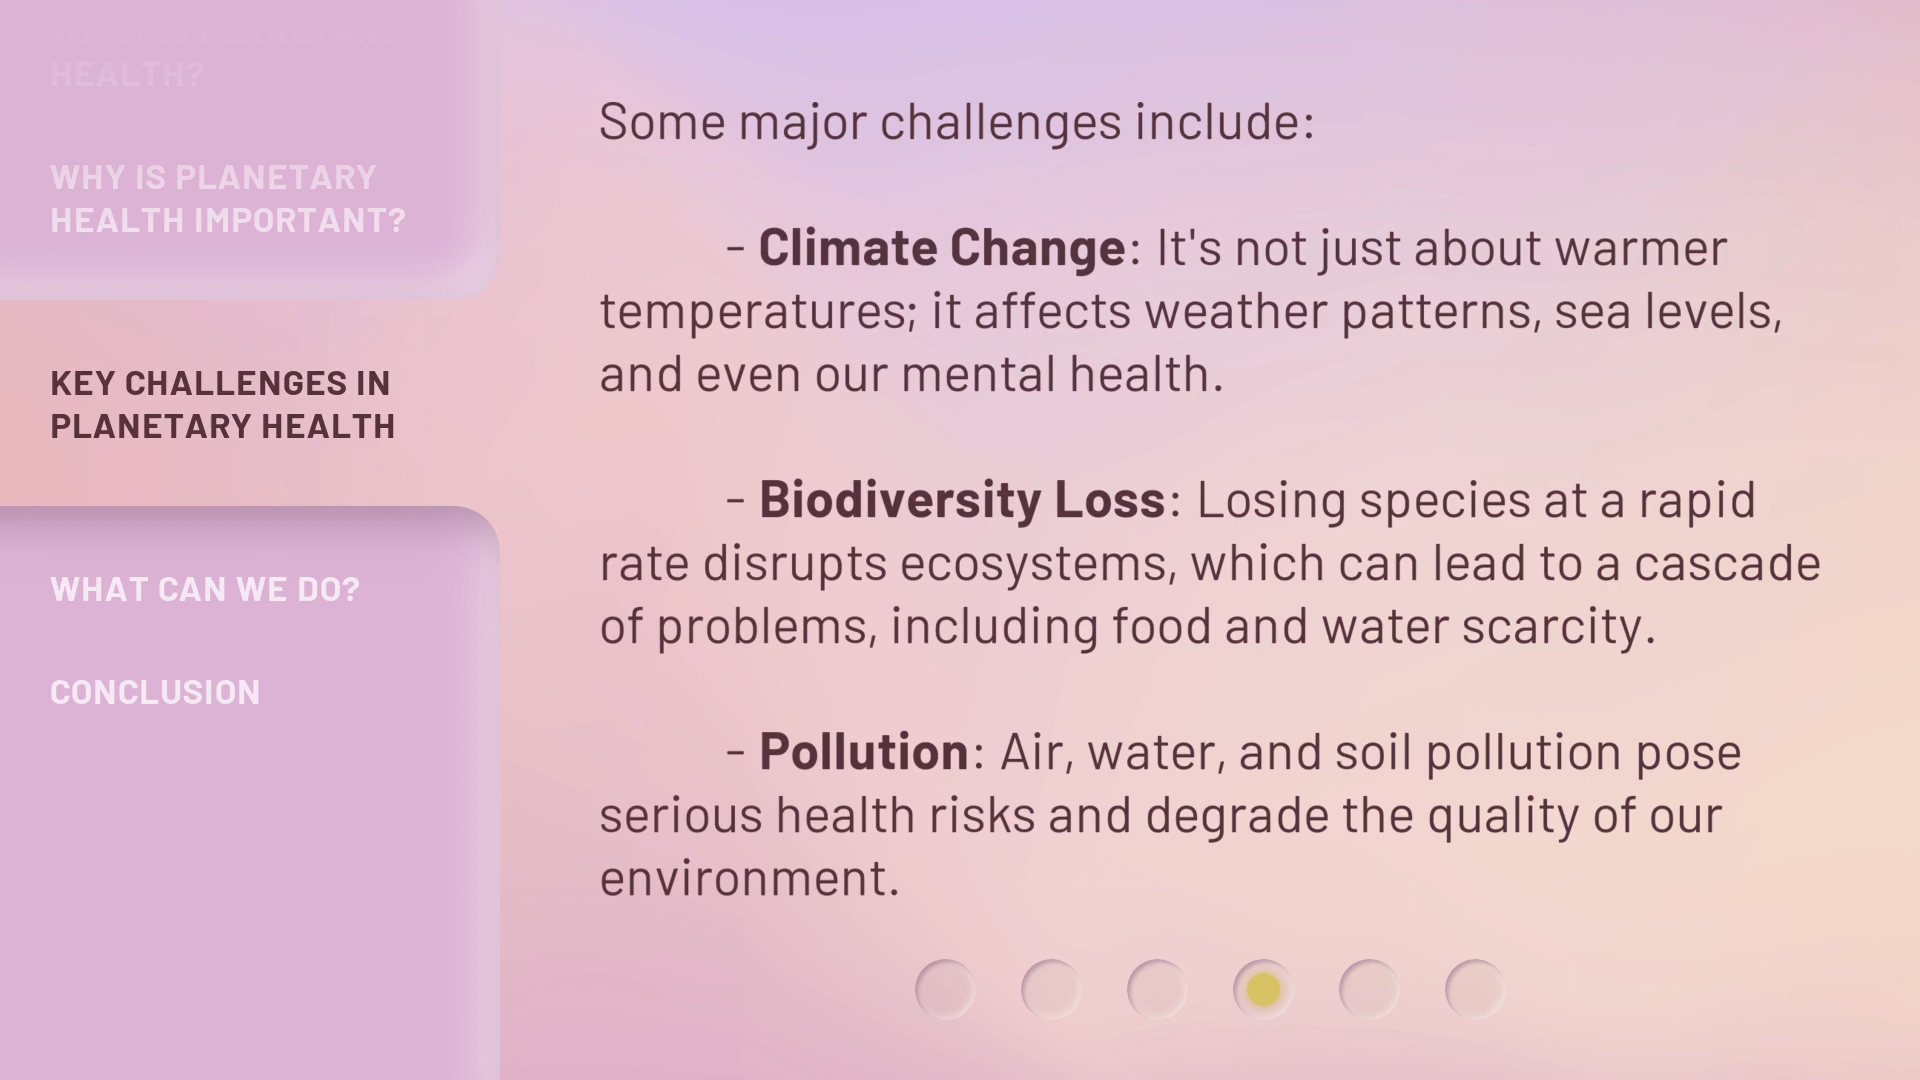 WHAT IS PLANETARY
HEALTH?
WHY IS PLANETARY
HEALTH IMPORTANT?
KEY CHALLENGES IN
PLANETARY HEALTH
WHAT CAN WE DO?
CONCLUSION
Some major challenges include:
- Climate Change: It's not just about warmer
temperatures; it affects weather patterns, sea levels,
and even our mental health.
- Biodiversity Loss: Losing species at a rapid
rate disrupts ecosystems, which can lead to a cascade
of problems, including food and water scarcity.
- Pollution: Air, water, and soil pollution pose
serious health risks and degrade the quality of our
environment.